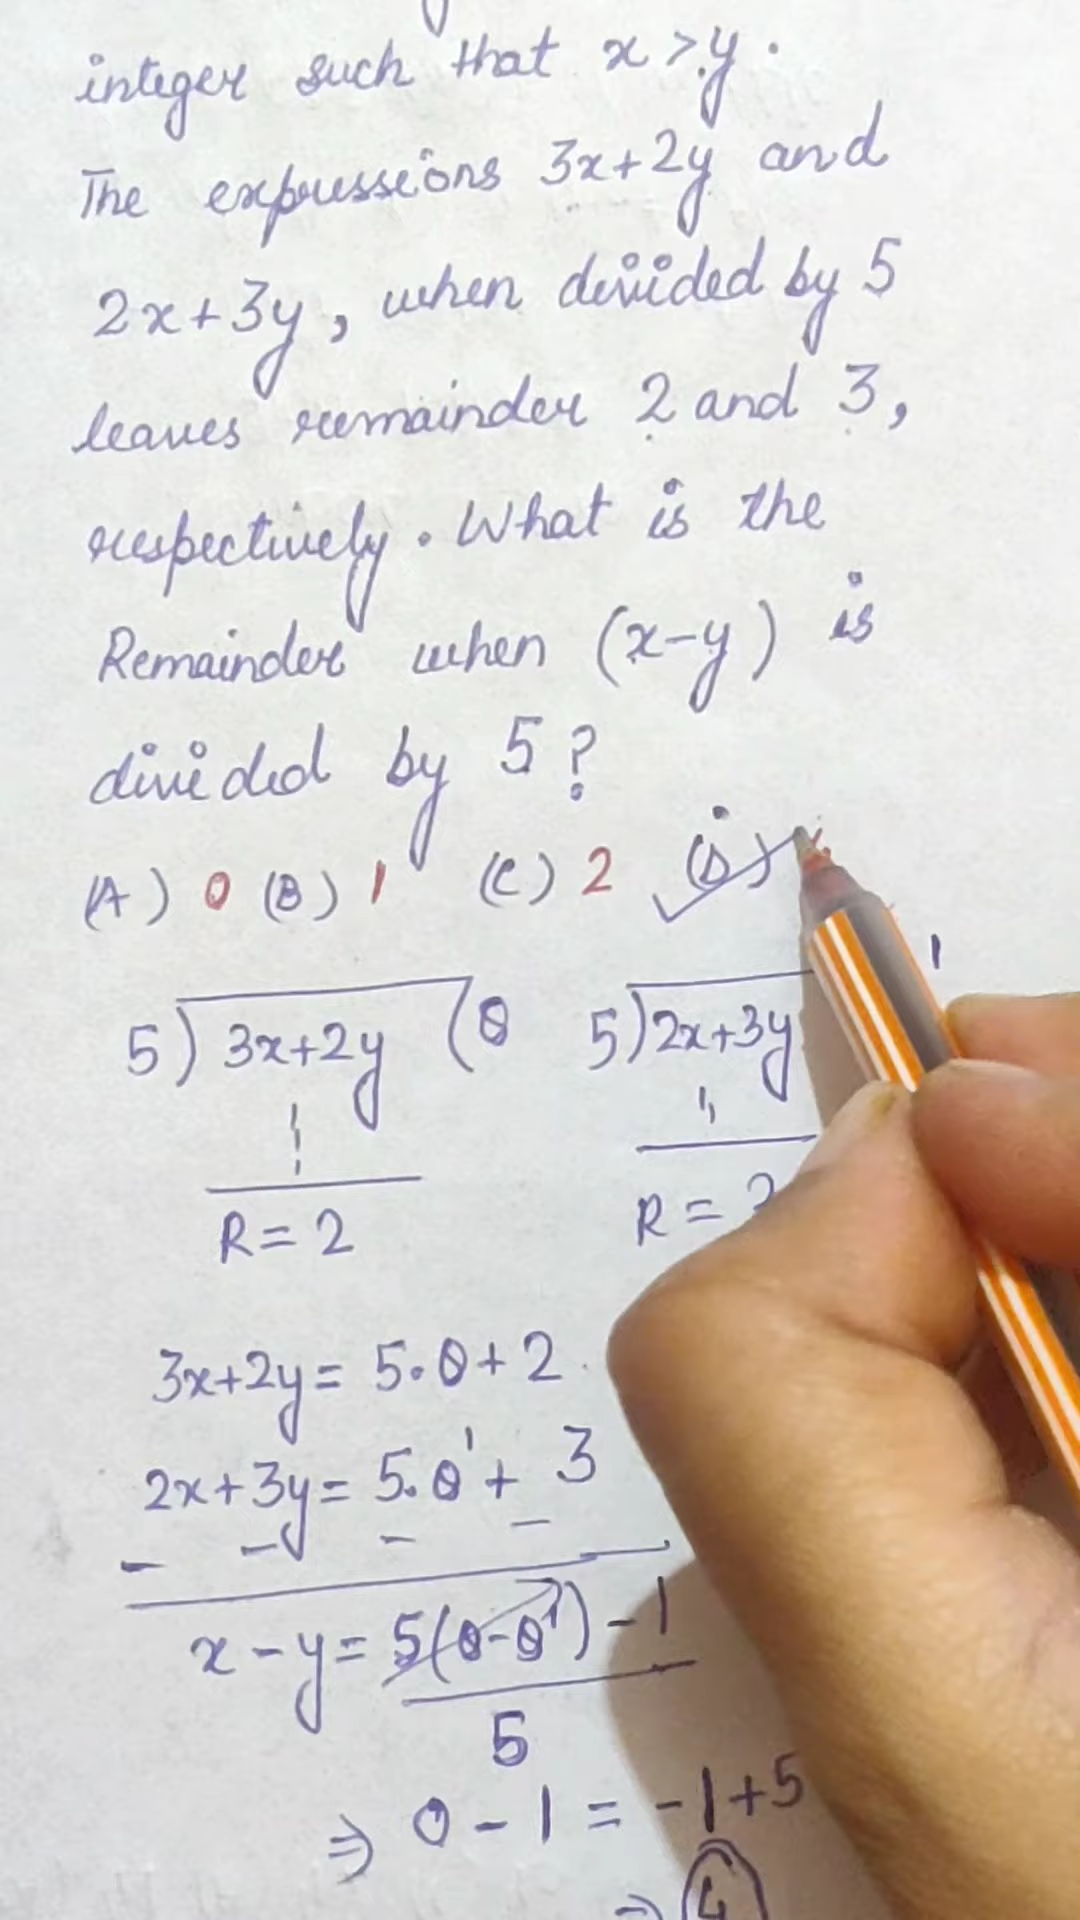 integer such that x > y.
The expressions 3x+2y and
2x+3y, when divided by 5
leaves remainder 2 and 3,
respectively. What is the
Remainder when (x-y) is
divided by 5?
(A) 0 (B) 1 (C) 2 (D)
5) 3x+2y (θ 5) 2x+3y
R = 2 R =
3x+2y = 5.θ + 2
2x+3y = 5.θ' + 3
- - - -
x - y = 5(θ-θ') - 1
5
⇒ 0 - 1 = -1+5
⇒ 4